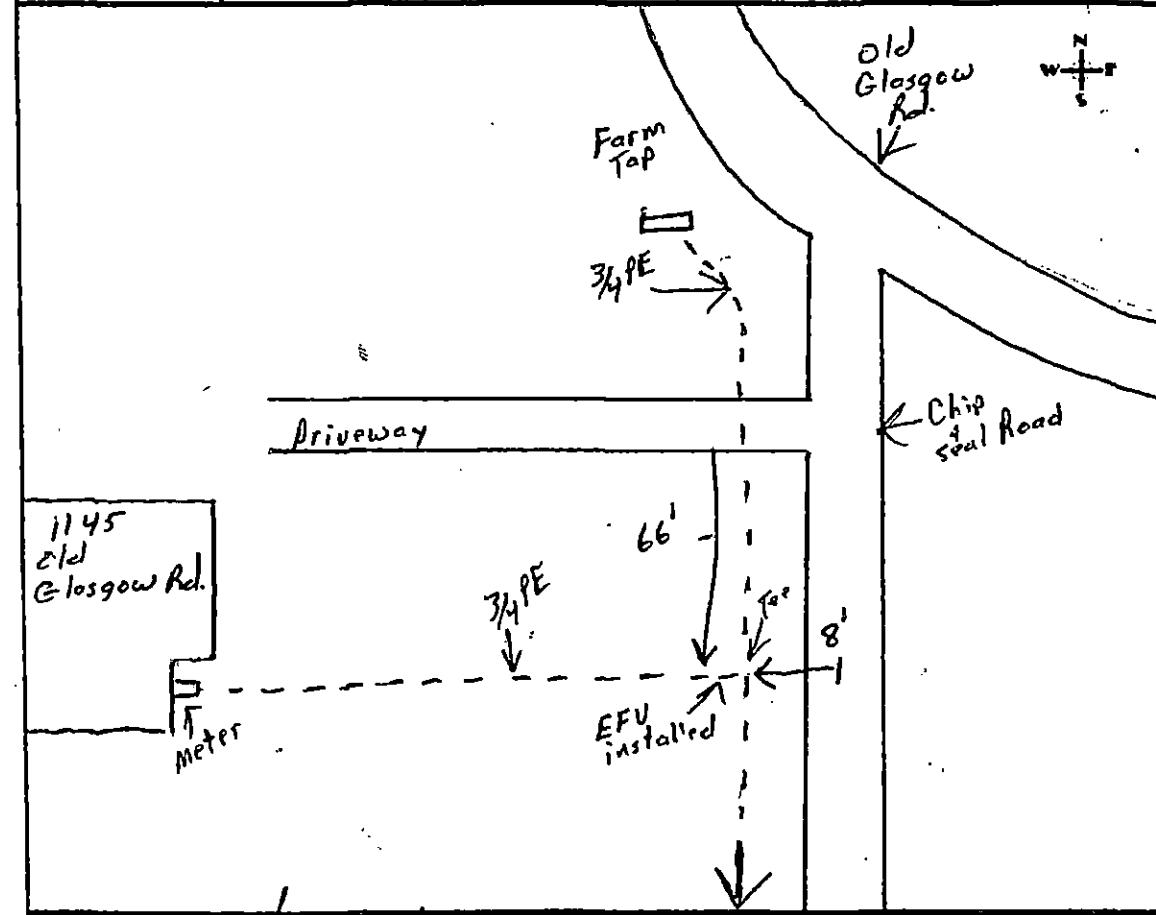 Old
Glasgow
Rd.
N
W E
S
Farm
Tap
3/4 PE
Chip
&
seal Road
Driveway
1145
Old
Glasgow Rd.
66'
3/4 PE
Tee
8'
EFV
installed
Meter